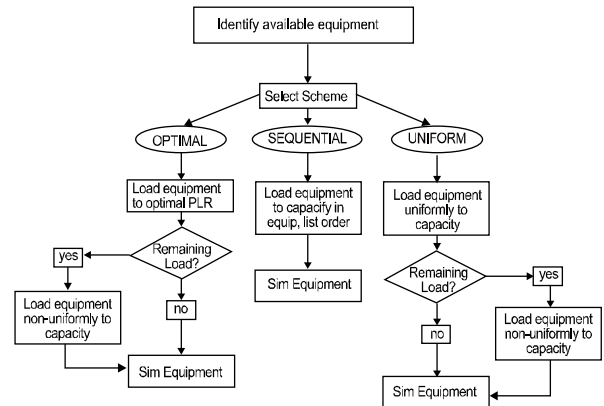 Identify available equipment
Select Scheme
OPTIMAL
SEQUENTIAL
UNIFORM
Load equipment
to optimal PLR
Load equipment
to capacify in
equip, list order
Load equipment
uniformly to
capacity
yes
Remaining
Load?
Sim Equipment
Remaining
Load?
yes
Load equipment
non-uniformly to
capacity
no
no
Load equipment
non-uniformly to
capacity
Sim Equipment
Sim Equipment